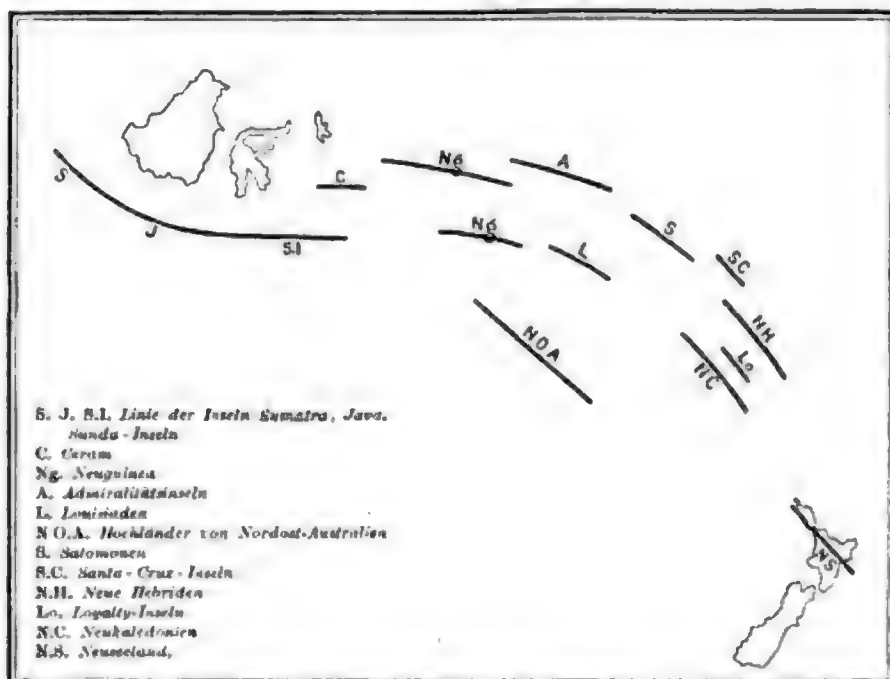 S
J
S.I
C
Ng
A
Ng
L
S
SC
NH
NOA
Lo
NC
S. J. S.I. Linie der Inseln Sumatra, Java.
Sunda-Inseln
C. Ceram
Ng. Neuguinea
A. Admiralitätsinseln
L. Louisiaden
N.O.A. Hochländer von Nordost-Australien
S. Salomonen
S.C. Santa-Cruz-Inseln
N.H. Neue Hebriden
Lo. Loyalty-Inseln
N.C. Neukaledonien
N.S. Neuseeland.
NS